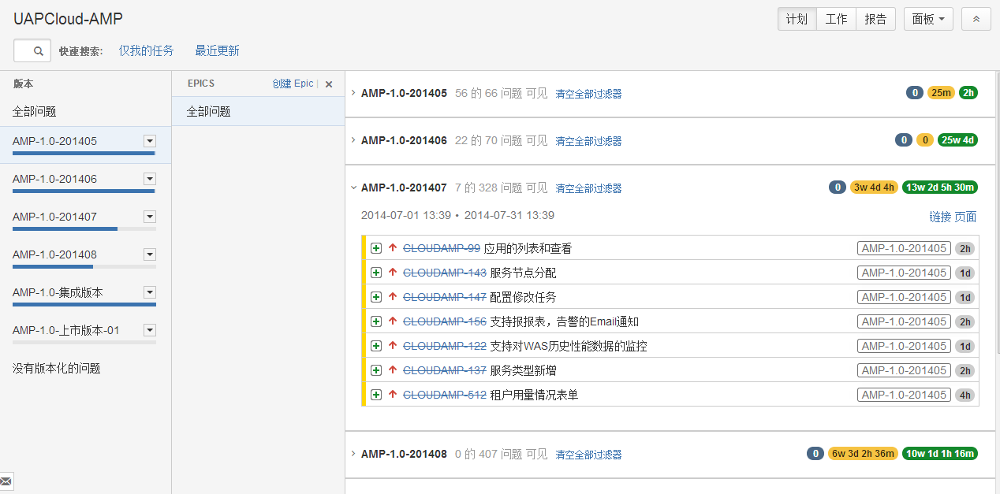 UAPCloud-AMP
计划 工作 报告 面板
快速搜索: 仅我的任务 最近更新
版本
全部问题
AMP-1.0-201405
AMP-1.0-201406
AMP-1.0-201407
AMP-1.0-201408
AMP-1.0-集成版本
AMP-1.0-上市版本-01
没有版本化的问题
EPICS 创建 Epic
全部问题
AMP-1.0-201405 56 的 66 问题 可见 清空全部过滤器 0 25m 2h
AMP-1.0-201406 22 的 70 问题 可见 清空全部过滤器 0 0 25w 4d
AMP-1.0-201407 7 的 328 问题 可见 清空全部过滤器 0 3w 4d 4h 13w 2d 5h 30m
2014-07-01 13:39 • 2014-07-31 13:39 链接 页面
CLOUDAMP-99 应用的列表和查看 AMP-1.0-201405 2h
CLOUDAMP-143 服务节点分配 AMP-1.0-201405 1d
CLOUDAMP-147 配置修改任务 AMP-1.0-201405 1d
CLOUDAMP-156 支持报报表，告警的Email通知 AMP-1.0-201405 2h
CLOUDAMP-122 支持对WAS历史性能数据的监控 AMP-1.0-201405 1d
CLOUDAMP-137 服务类型新增 AMP-1.0-201405 2h
CLOUDAMP-512 租户用量情况表单 AMP-1.0-201405 4h
AMP-1.0-201408 0 的 407 问题 可见 清空全部过滤器 0 6w 3d 2h 36m 10w 1d 1h 16m